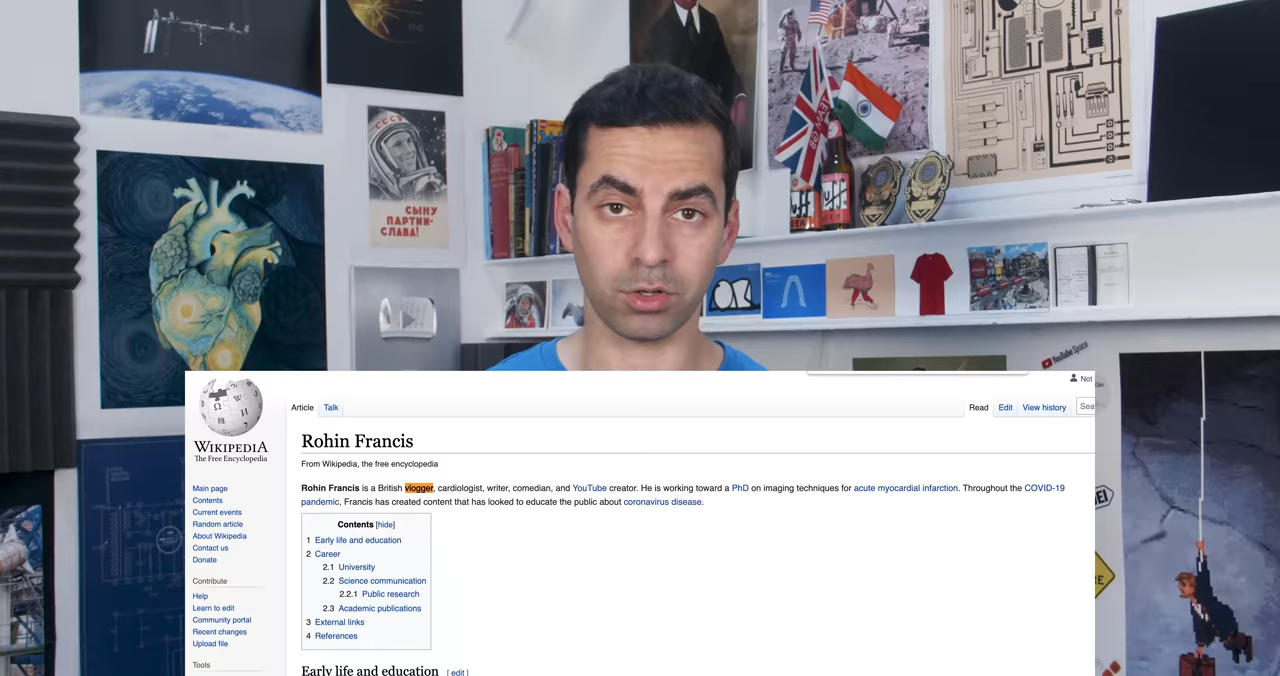 СССР
СЫНУ
ПАРТИИ-
СЛАВА!
YouTube Space
Not
Article
Talk
Read
Edit
View history
Sea
WIKIPEDIA
The Free Encyclopedia
Rohin Francis
From Wikipedia, the free encyclopedia
Rohin Francis is a British vlogger, cardiologist, writer, comedian, and YouTube creator. He is working toward a PhD on imaging techniques for acute myocardial infarction. Throughout the COVID-19
pandemic, Francis has created content that has looked to educate the public about coronavirus disease.
Main page
Contents
Current events
Random article
About Wikipedia
Contact us
Donate
Contribute
Help
Learn to edit
Community portal
Recent changes
Upload file
Tools
Contents [hide]
1 Early life and education
2 Career
2.1 University
2.2 Science communication
2.2.1 Public research
2.3 Academic publications
3 External links
4 References
Early life and education [ edit ]